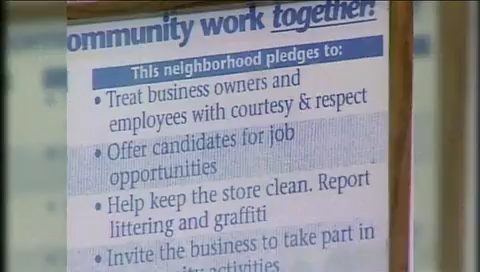 ommunity work together!
This neighborhood pledges to:
• Treat business owners and
employees with courtesy & respect
• Offer candidates for job
opportunities
• Help keep the store clean. Report
littering and graffiti
• Invite the business to take part in
activities